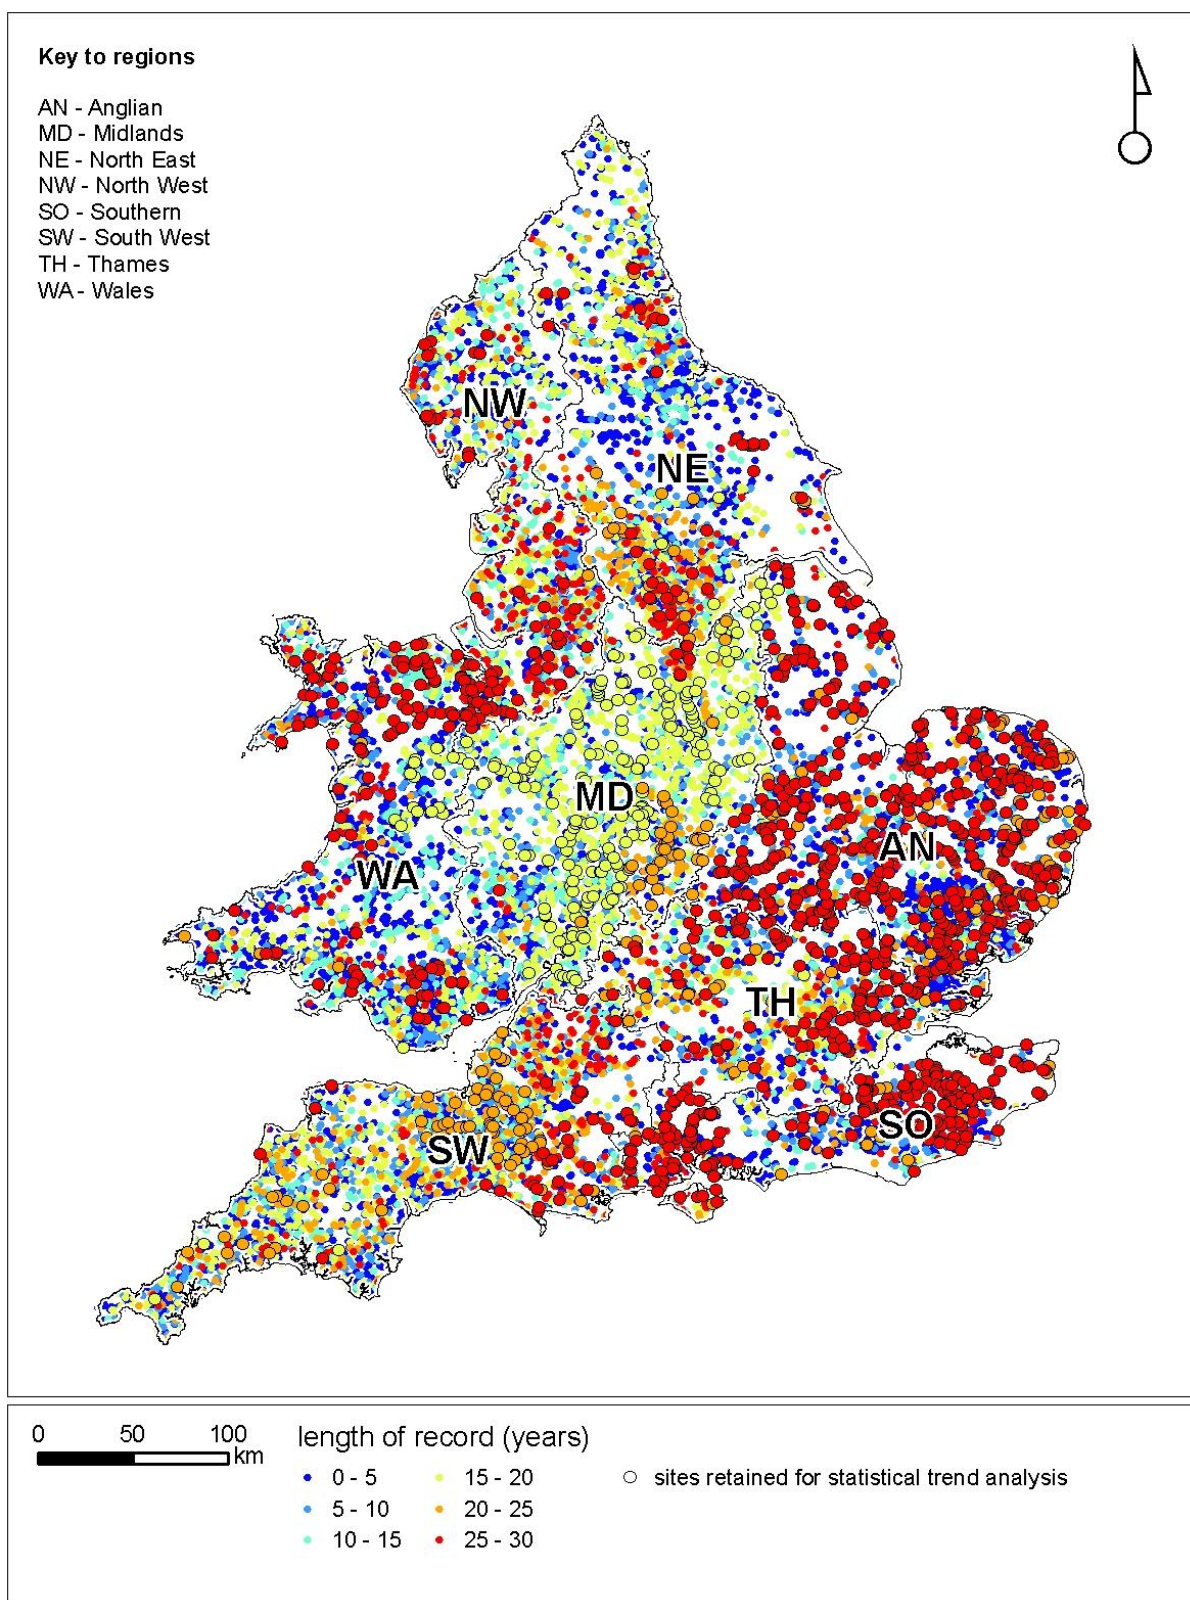 Key to regions
AN - Anglian
MD - Midlands
NE - North East
NW - North West
SO - Southern
SW - South West
TH - Thames
WA - Wales
NW
NE
MD
AN
WA
TH
SO
SW
0 50 100
km
length of record (years)
0 - 5 15 - 20
sites retained for statistical trend analysis
5 - 10 20 - 25
10 - 15 25 - 30